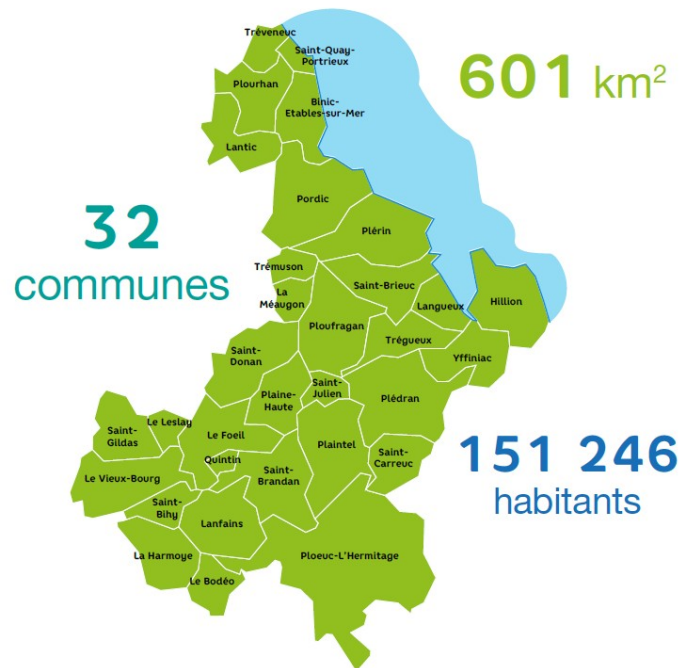 Tréveneuc
Saint-Quay-
Portrieux
601 km²
Plourhan
Binic-
Etables-sur-Mer
Lantic
Pordic
32
communes
Plérin
Trémuson
La
Méaugon
Saint-Brieuc
Langueux
Hillion
Ploufragan
Trégueux
Yffiniac
Saint-
Donan
Saint-
Julien
Plaine-
Haute
Plédran
Le Leslay
Saint-
Gildas
Le Foeil
Plaintel
151 246
habitants
Quintin
Saint-
Carreuc
Le Vieux-Bourg
Saint-
Brandan
Saint-
Bihy
Lanfains
La Harmoye
Ploeuc-L'Hermitage
Le Bodéo